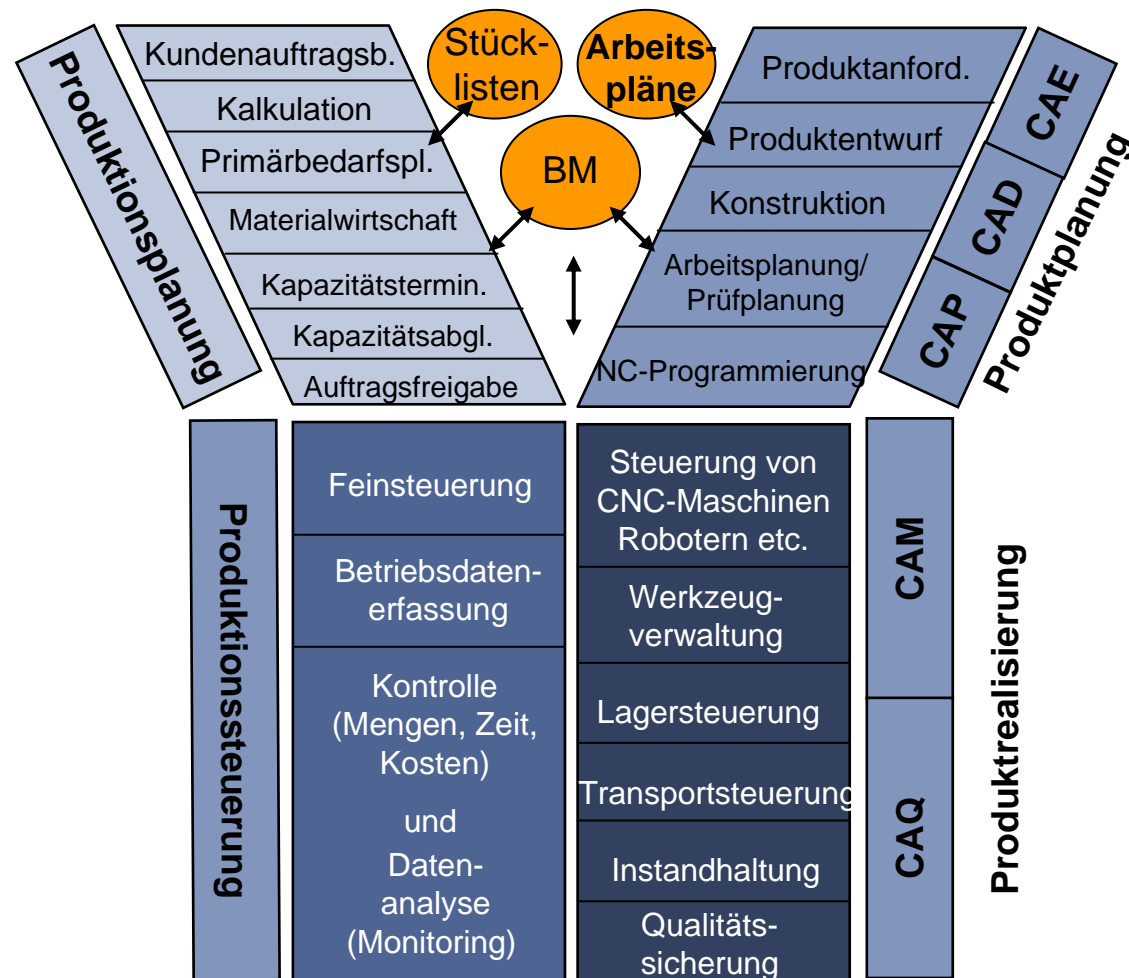 Produktionsplanung
Kundenauftragsb.
Kalkulation
Primärbedarfspl.
Materialwirtschaft
Kapazitätstermin.
Kapazitätsabgl.
Auftragsfreigabe
Stück-
listen
Arbeits-
pläne
BM
Produktanford.
Produktentwurf
Konstruktion
Arbeitsplanung/
Prüfplanung
NC-Programmierung
CAE
CAD
CAP
Produktplanung
Produktionssteuerung
Feinsteuerung
Betriebsdaten-
erfassung
Kontrolle
(Mengen, Zeit,
Kosten)
und
Daten-
analyse
(Monitoring)
Steuerung von
CNC-Maschinen
Robotern etc.
Werkzeug-
verwaltung
Lagersteuerung
Transportsteuerung
Instandhaltung
Qualitäts-
sicherung
CAM
CAQ
Produktrealisierung